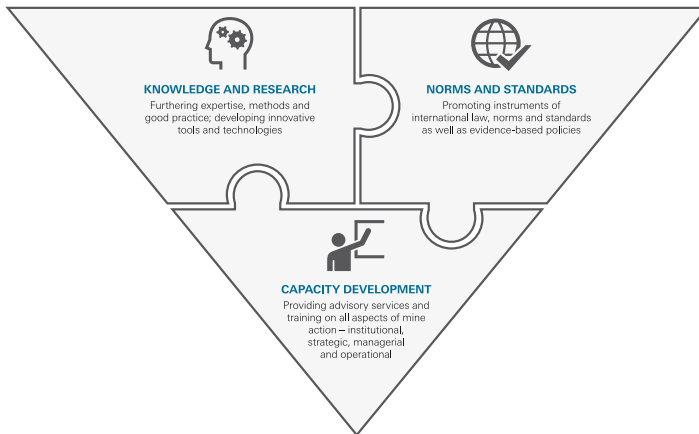 KNOWLEDGE AND RESEARCH
Furthering expertise, methods and
good practice; developing innovative
tools and technologies
NORMS AND STANDARDS
Promoting instruments of
international law, norms and standards
as well as evidence-based policies
CAPACITY DEVELOPMENT
Providing advisory services and
training on all aspects of mine
action – institutional,
strategic, managerial
and operational